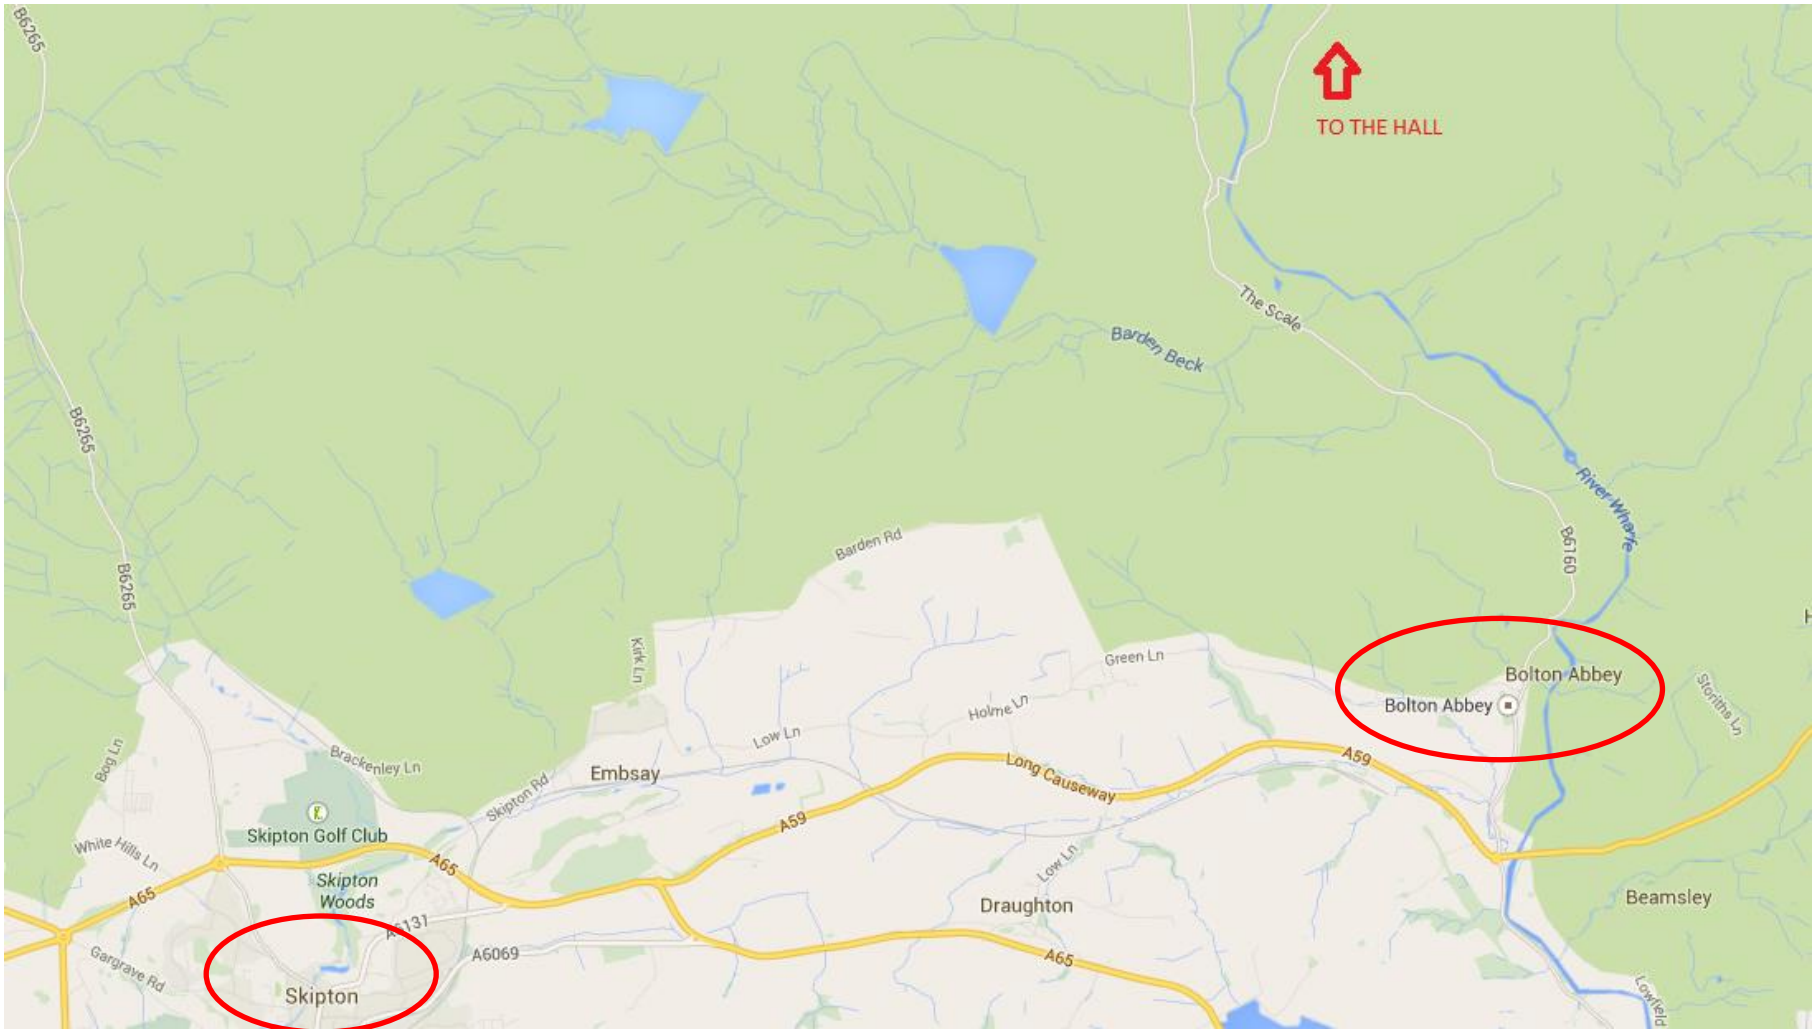 B6265
TO THE HALL
The Scale
Barden Beck
B6265
River Wharfe
Barden Rd
B6160
B6265
Kirk Ln
Green Ln
Bolton Abbey
Bolton Abbey
Storiths Ln
Holme Ln
Low Ln
Bog Ln
Brackenley Ln
Embsay
Skipton Rd
Long Causeway
A59
A59
Skipton Golf Club
White Hills Ln
A65
Skipton
Woods
A65
Low Ln
Draughton
Beamsley
A6131
A6069
Gargrave Rd
A65
Skipton
Lowfield
H